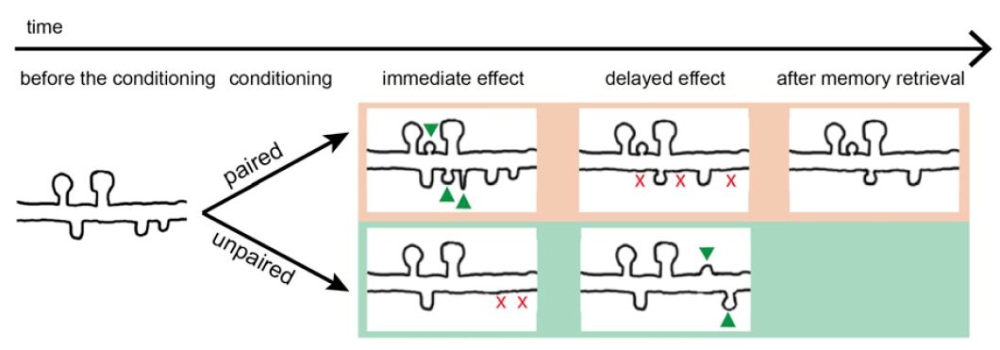 time
before the conditioning
conditioning
immediate effect
delayed effect
after memory retrieval
paired
x x x
unpaired
x x